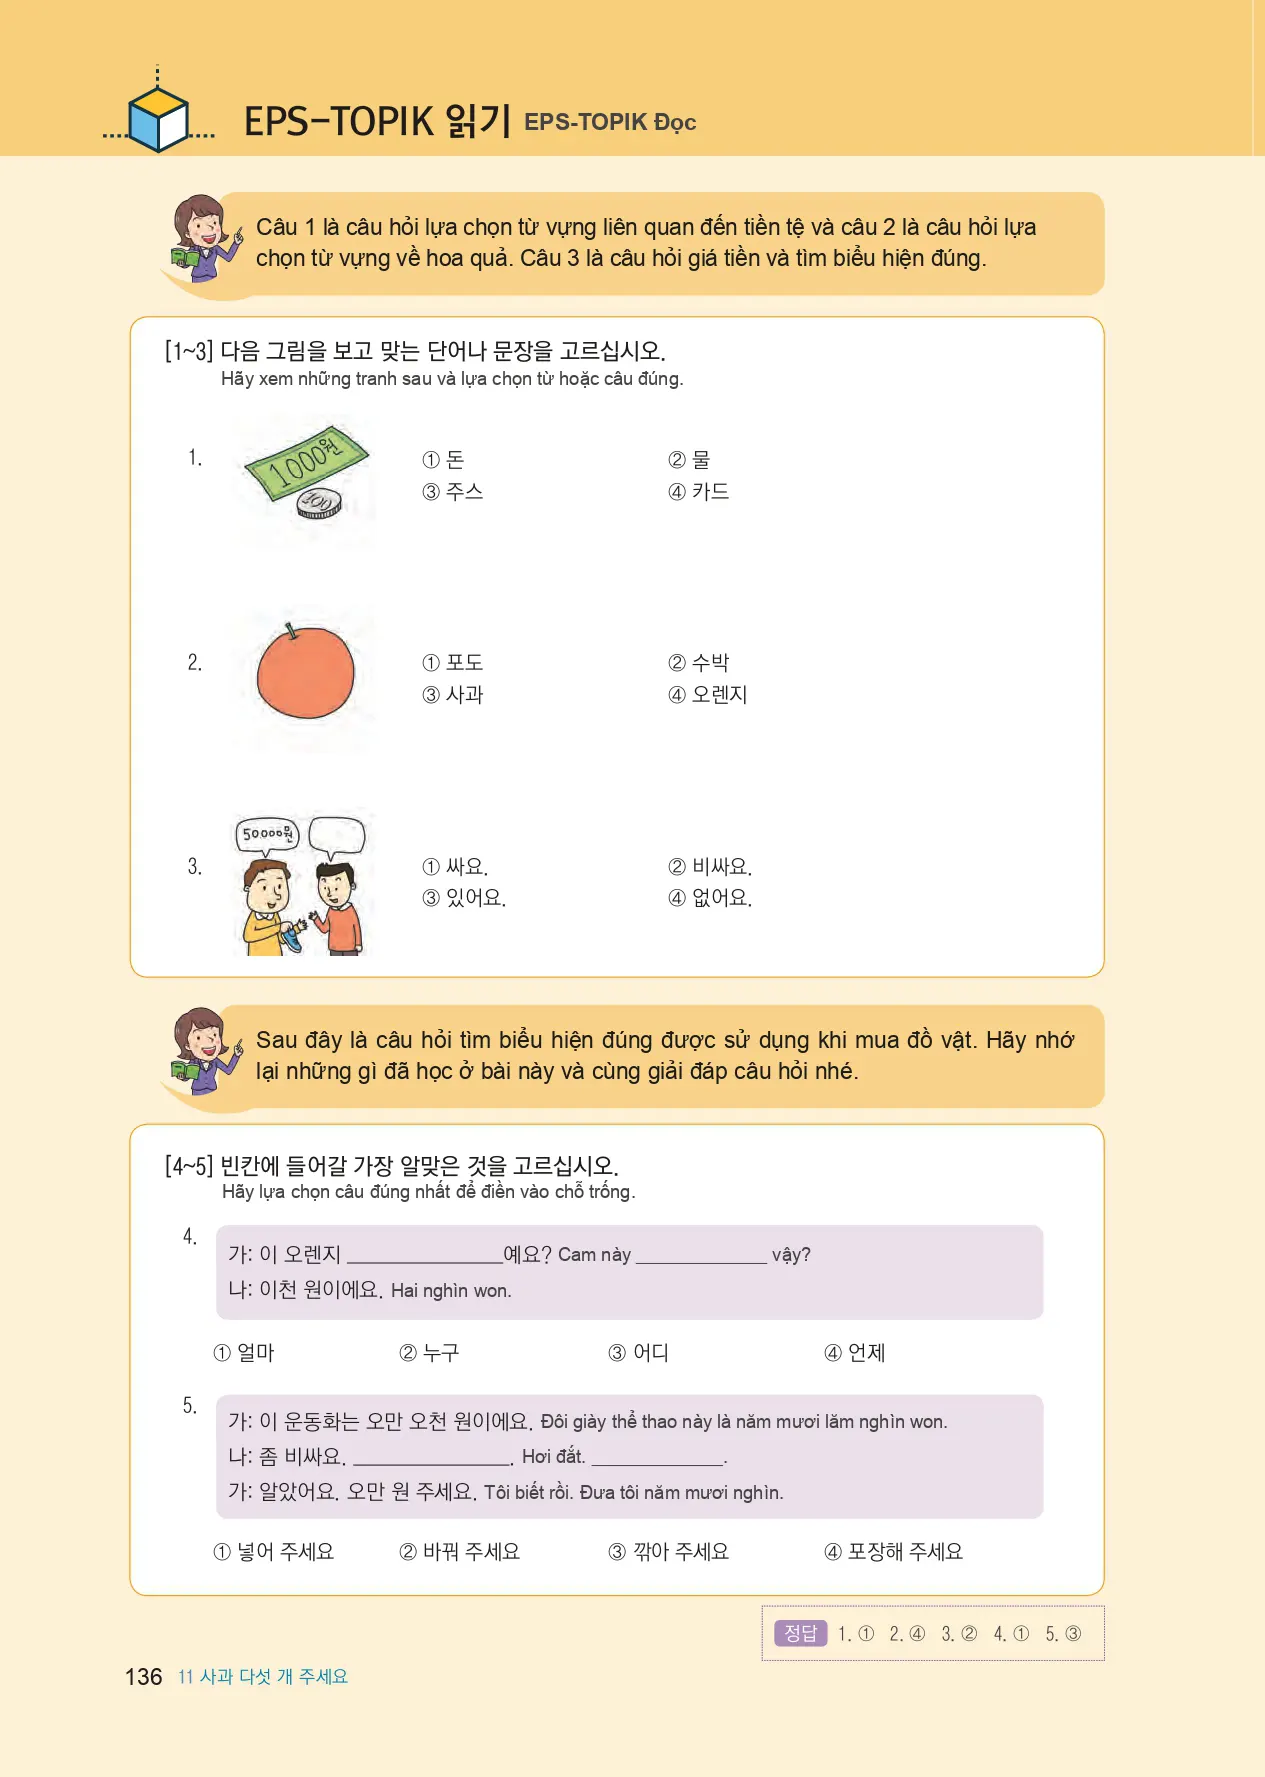 EPS-TOPIK 읽기 EPS-TOPIK Đọc
Câu 1 là câu hỏi lựa chọn từ vựng liên quan đến tiền tệ và câu 2 là câu hỏi lựa
chọn từ vựng về hoa quả. Câu 3 là câu hỏi giá tiền và tìm biểu hiện đúng.
[1~3] 다음 그림을 보고 맞는 단어나 문장을 고르십시오.
Hãy xem những tranh sau và lựa chọn từ hoặc câu đúng.
1.
1000원
100
① 돈 ② 물
③ 주스 ④ 카드
2.
① 포도 ② 수박
③ 사과 ④ 오렌지
3.
50000원
① 싸요. ② 비싸요.
③ 있어요. ④ 없어요.
Sau đây là câu hỏi tìm biểu hiện đúng được sử dụng khi mua đồ vật. Hãy nhớ
lại những gì đã học ở bài này và cùng giải đáp câu hỏi nhé.
[4~5] 빈칸에 들어갈 가장 알맞은 것을 고르십시오.
Hãy lựa chọn câu đúng nhất để điền vào chỗ trống.
4.
가: 이 오렌지 ______________예요? Cam này _____________ vậy?
나: 이천 원이에요. Hai nghìn won.
① 얼마 ② 누구 ③ 어디 ④ 언제
5.
가: 이 운동화는 오만 오천 원이에요. Đôi giày thể thao này là năm mươi lăm nghìn won.
나: 좀 비싸요. ______________. Hơi đắt. _____________.
가: 알았어요. 오만 원 주세요. Tôi biết rồi. Đưa tôi năm mươi nghìn.
① 넣어 주세요 ② 바꿔 주세요 ③ 깎아 주세요 ④ 포장해 주세요
정답 1. ① 2. ④ 3. ② 4. ① 5. ③
136 11 사과 다섯 개 주세요